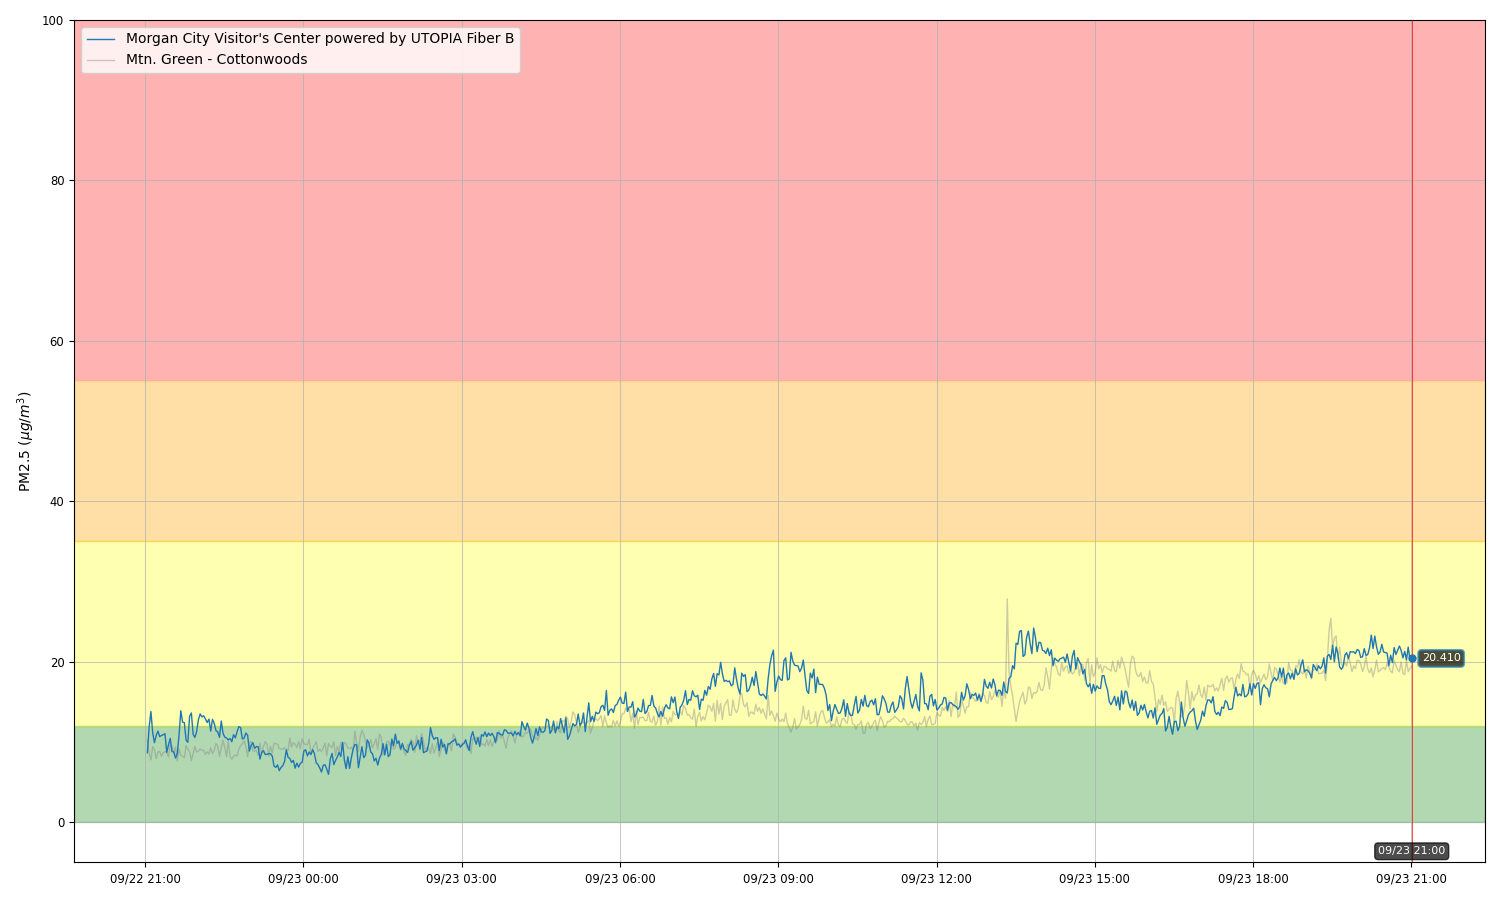 100
Morgan City Visitor's Center powered by UTOPIA Fiber B
Mtn. Green - Cottonwoods
80
60
PM2.5 (μg/m³)
40
20
20.410
0
09/23 21:00
09/22 21:00 09/23 00:00 09/23 03:00 09/23 06:00 09/23 09:00 09/23 12:00 09/23 15:00 09/23 18:00 09/23 21:00